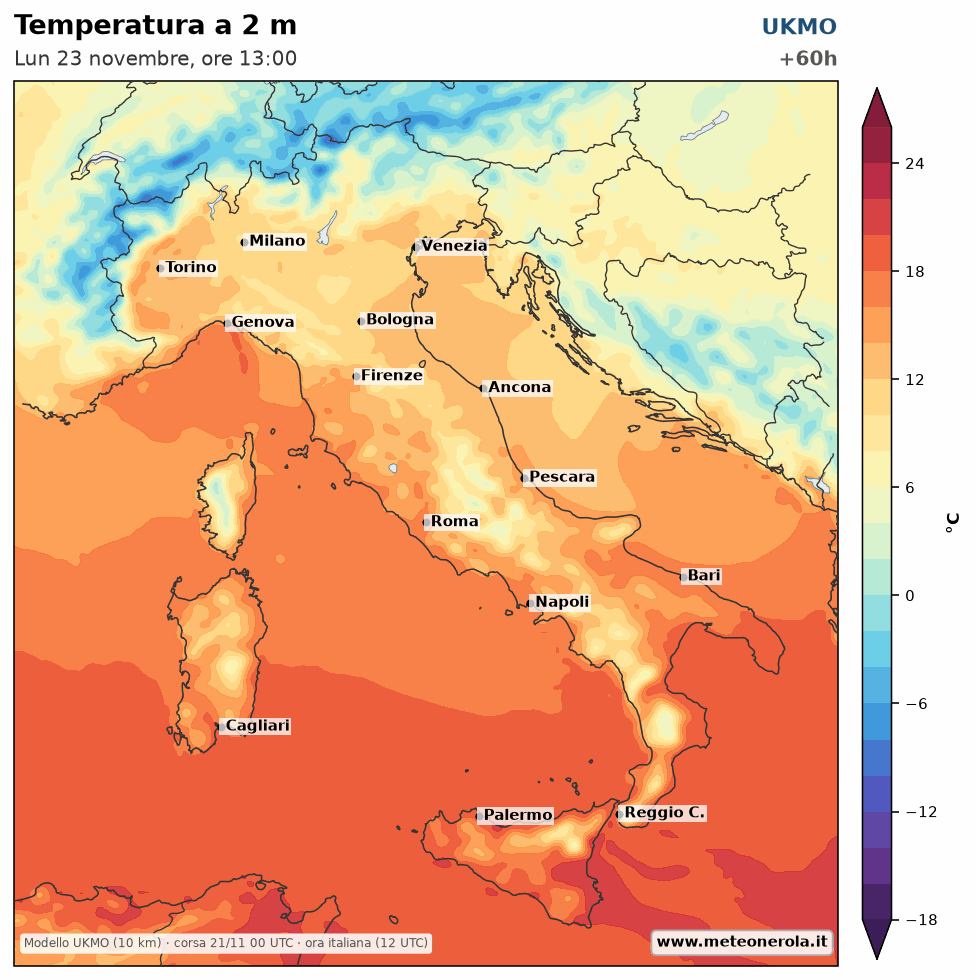 Temperatura a 2 m
UKMO
Lun 23 novembre, ore 13:00
+60h
Milano
Venezia
Torino
Genova
Bologna
Firenze
Ancona
Pescara
Roma
Bari
Napoli
Cagliari
Palermo
Reggio C.
24
18
12
6
0
−6
−12
−18
°C
Modello UKMO (10 km) · corsa 21/11 00 UTC · ora italiana (12 UTC)
www.meteonerola.it